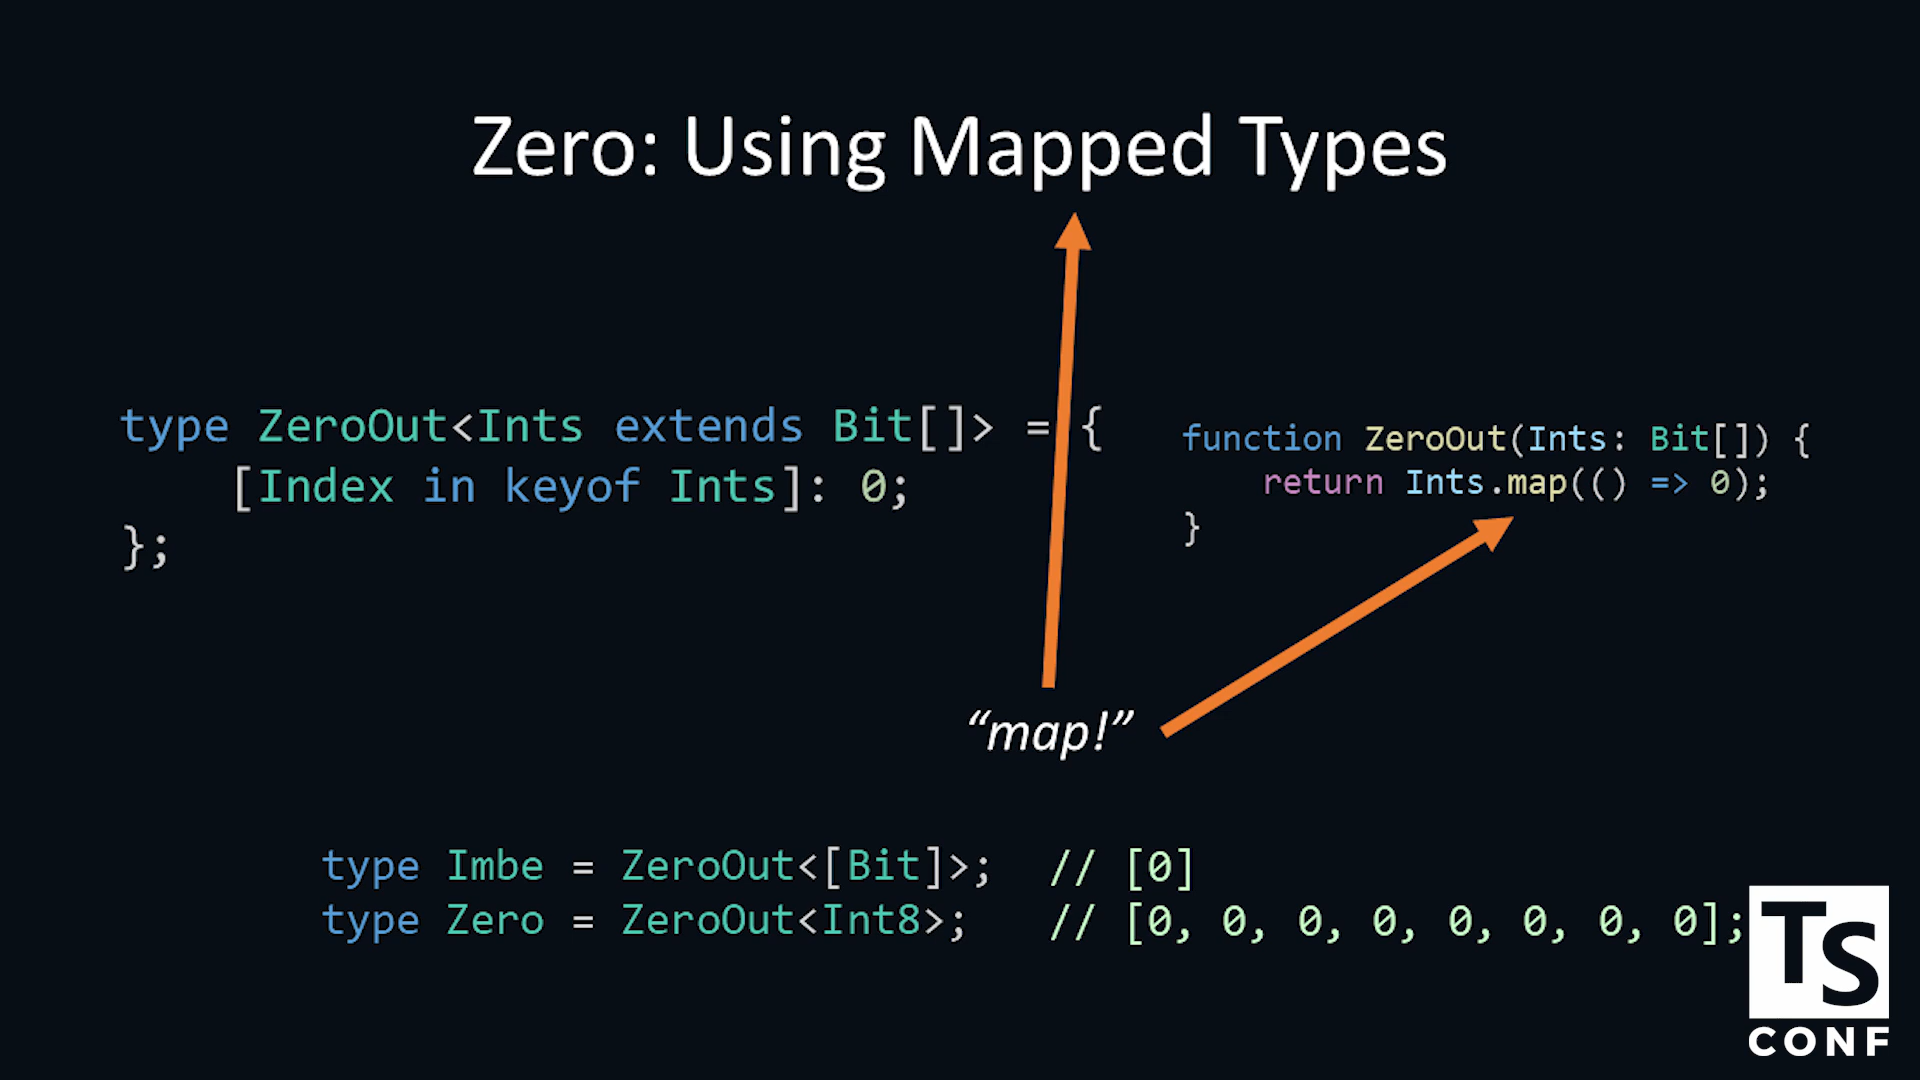 Zero: Using Mapped Types
type ZeroOut<Ints extends Bit[]> = {
    [Index in keyof Ints]: 0;
};
function ZeroOut(Ints: Bit[]) {
    return Ints.map(() => 0);
}
“map!”
type Imbe = ZeroOut<[Bit]>;   // [0]
type Zero = ZeroOut<Int8>;    // [0, 0, 0, 0, 0, 0, 0, 0];
TS
CONF